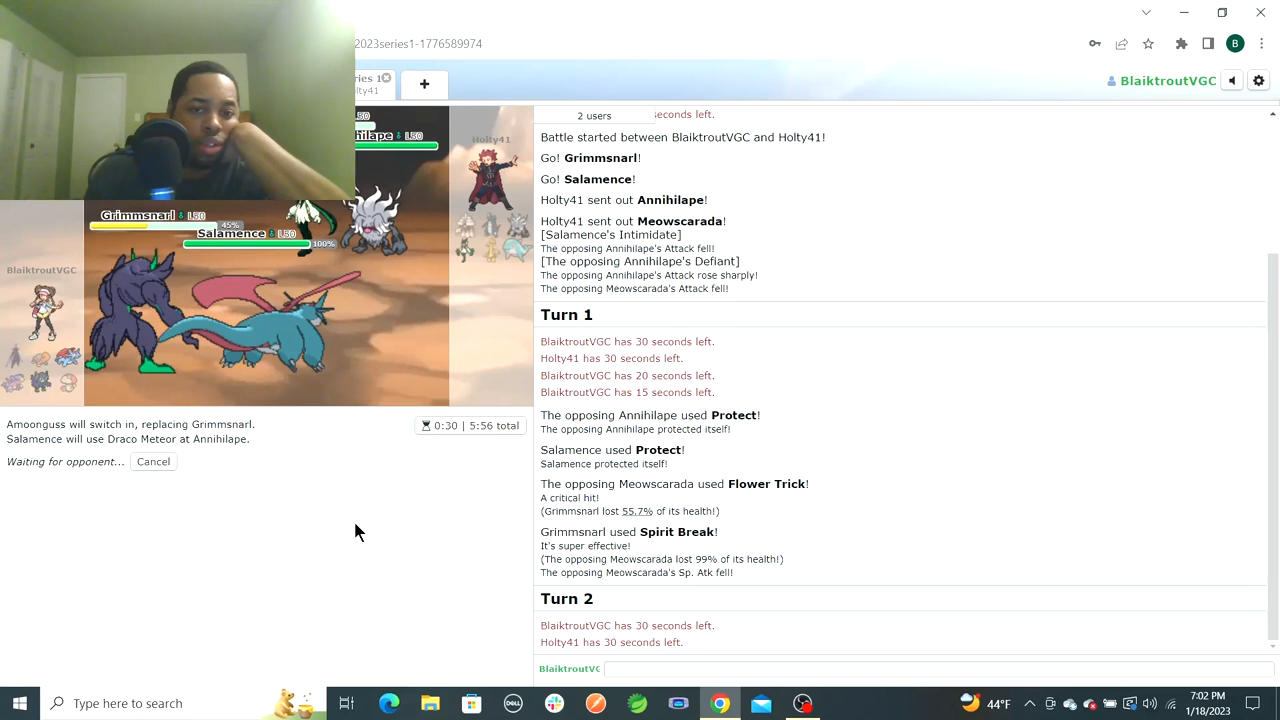 2023series1-1776589974
ries 1
lty41
+
BlaiktroutVGC
B
L50
hilape L50
Holty41
2 users
seconds left.
Battle started between BlaiktroutVGC and Holty41!
Go! Grimmsnarl!
Go! Salamence!
Holty41 sent out Annihilape!
Holty41 sent out Meowscarada!
[Salamence's Intimidate]
The opposing Annihilape's Attack fell!
[The opposing Annihilape's Defiant]
The opposing Annihilape's Attack rose sharply!
The opposing Meowscarada's Attack fell!
Grimmsnarl L50
45%
Salamence L50
100%
BlaiktroutVGC
Turn 1
BlaiktroutVGC has 30 seconds left.
Holty41 has 30 seconds left.
BlaiktroutVGC has 20 seconds left.
BlaiktroutVGC has 15 seconds left.
The opposing Annihilape used Protect!
The opposing Annihilape protected itself!
Salamence used Protect!
Salamence protected itself!
The opposing Meowscarada used Flower Trick!
A critical hit!
(Grimmsnarl lost 55.7% of its health!)
Grimmsnarl used Spirit Break!
It's super effective!
(The opposing Meowscarada lost 99% of its health!)
The opposing Meowscarada's Sp. Atk fell!
Turn 2
BlaiktroutVGC has 30 seconds left.
Holty41 has 30 seconds left.
BlaiktroutVC
Amoonguss will switch in, replacing Grimmsnarl.
Salamence will use Draco Meteor at Annihilape.
0:30 | 5:56 total
Waiting for opponent... Cancel
Type here to search
DELL
44°F
7:02 PM
1/18/2023